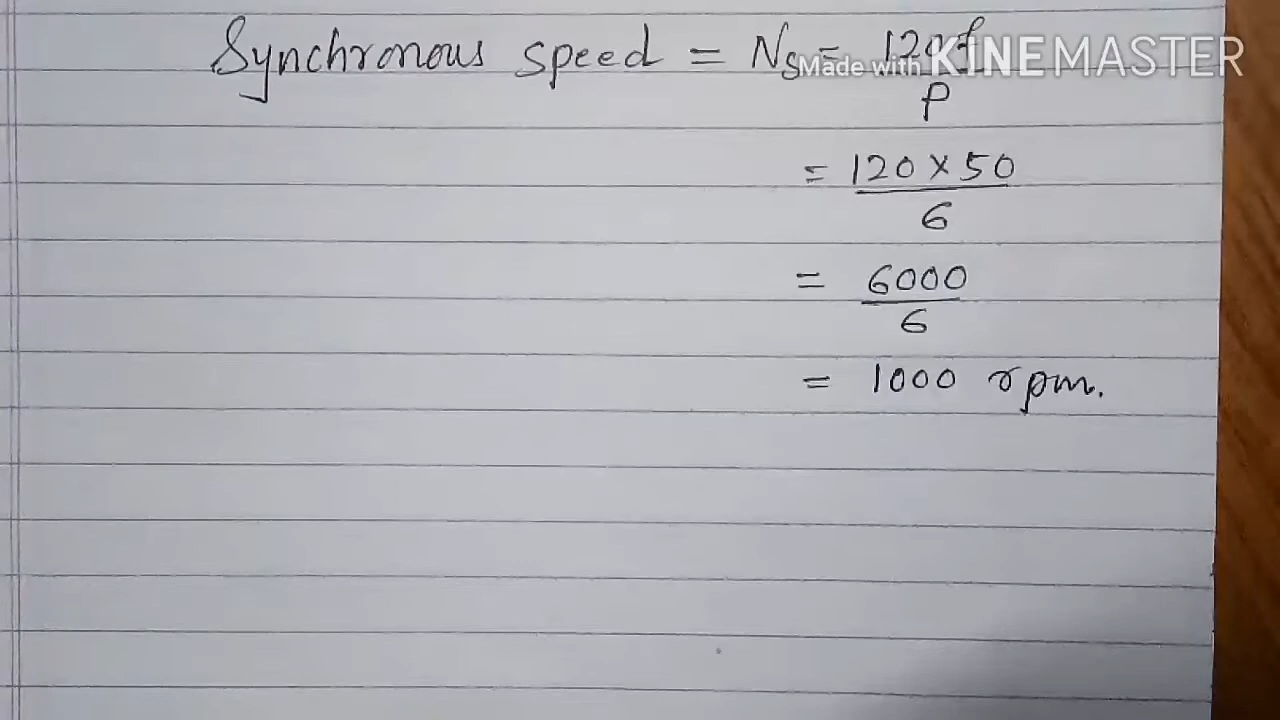 Synchronous speed = Ns = 120f
P
Made with KINEMASTER
= 120 × 50
6
= 6000
6
= 1000 rpm.